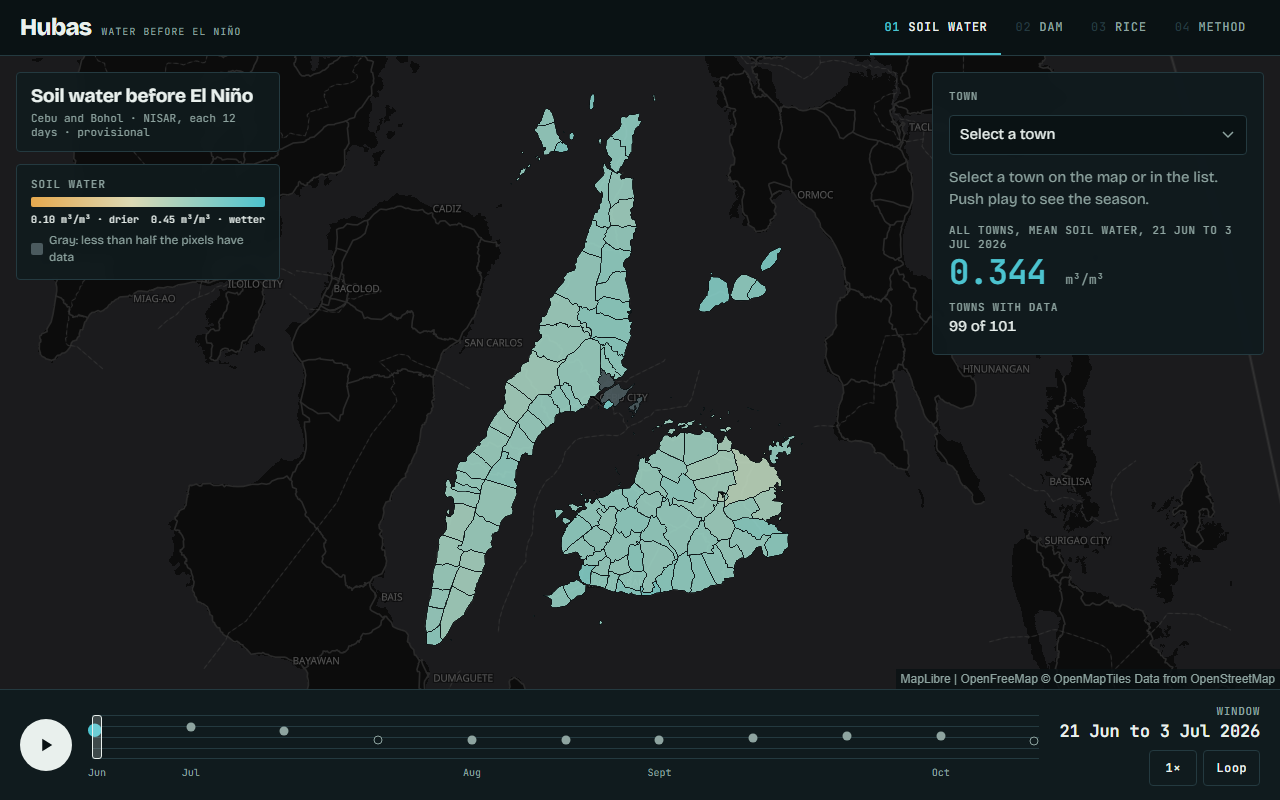 Hubas WATER BEFORE EL NIÑO
01 SOIL WATER 02 DAM 03 RICE 04 METHOD
Soil water before El Niño
Cebu and Bohol · NISAR, each 12
days · provisional
SOIL WATER
0.10 m³/m³ · drier 0.45 m³/m³ · wetter
Gray: less than half the pixels have
data
TOWN
Select a town
Select a town on the map or in the list.
Push play to see the season.
ALL TOWNS, MEAN SOIL WATER, 21 JUN TO 3
JUL 2026
0.344 m³/m³
TOWNS WITH DATA
99 of 101
TACL
ORMOC
CADIZ
ILOILO CITY
BACOLOD
MIAG-AO
SAN CARLOS
HINUNANGAN
CITY
BASILISA
SURIGAO CITY
BAIS
BAYAWAN
DUMAGUETE
MapLibre | OpenFreeMap © OpenMapTiles Data from OpenStreetMap
Jun Jul Aug Sept Oct
WINDOW
21 Jun to 3 Jul 2026
1× Loop